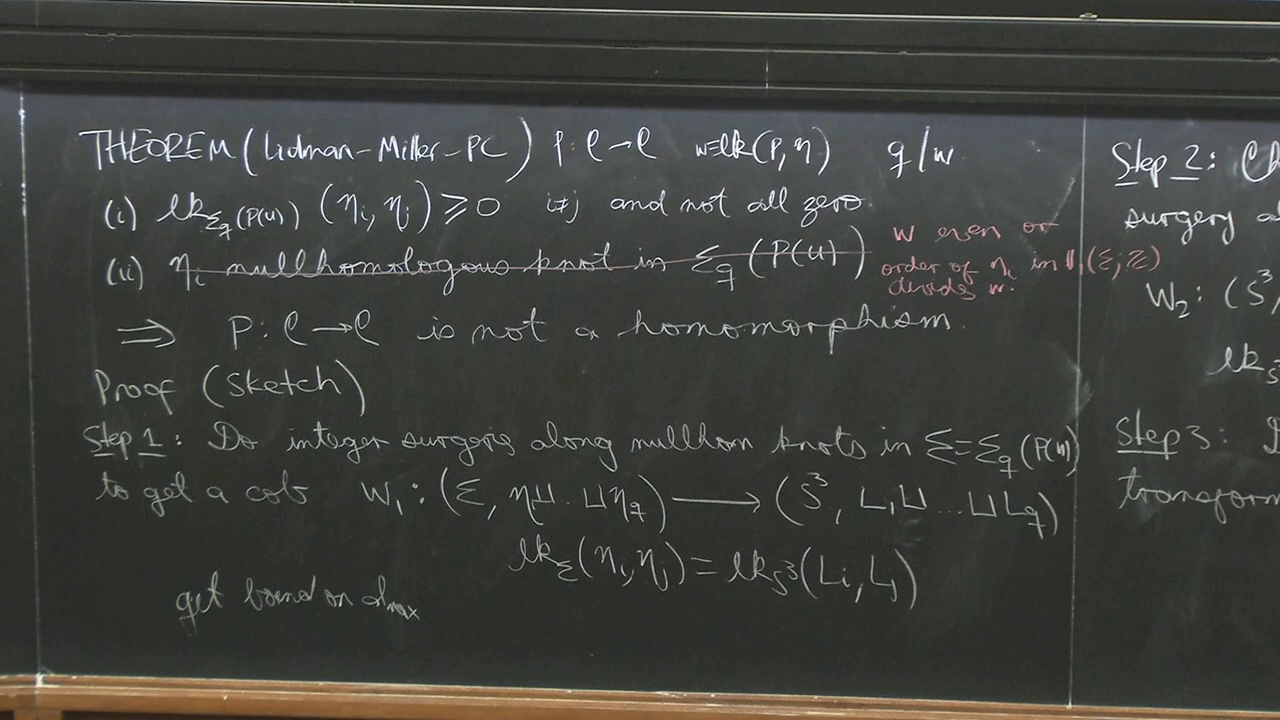 THEOREM (Lidman-Miller-PC) P: C→C w=lk(P,η) q/w
(i) lk_{Σ_q(P(U))} (η_i, η_j) ⩾ 0 i≠j and not all zero.
(ii) η_i nullhomologous knot in Σ_q (P(U)) w even or
order of η_i in H_1(Σ;Z)
divides w.
⟹ P: C→C is not a homomorphism.
Proof (Sketch)
Step 1: Do integer surgeries along nullhom knots in Σ=Σ_q(P(U))
to get a cob W_1: (Σ, η⊔...⊔η_q) ⟶ (S^3, L_1⊔...⊔L_q)
lk_Σ(η_i,η_j)=lk_{S^3}(L_i,L_j)
get bound on d_max
Step 2:
surgery
W_2: (S^3,
lk_S
Step 3:
transform